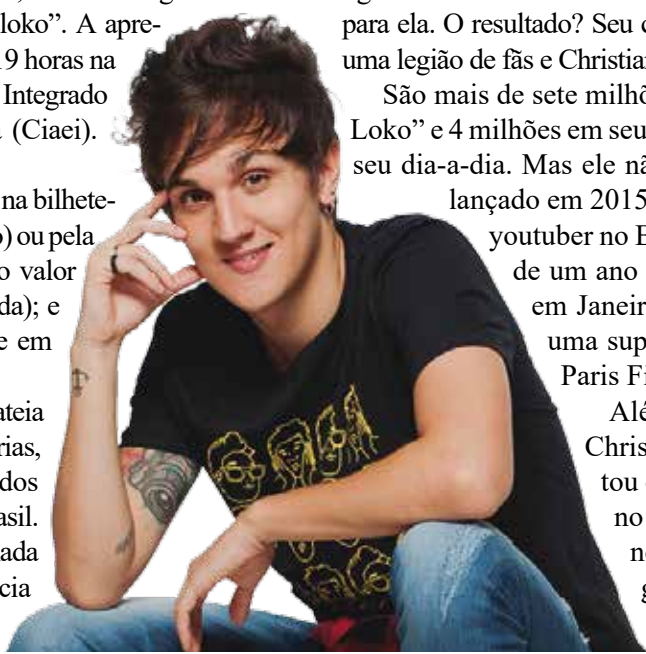 loko”. A apre-
19 horas na
Integrado
(Ciaei).
na bilhete-
) ou pela
o valor
da); e
e em
ateia
rias,
dos
asil.
ada
cia
para ela. O resultado? Seu
uma legião de fãs e Christian
São mais de sete milhõ
Loko” e 4 milhões em seu
seu dia-a-dia. Mas ele nã
lançado em 2015
youtuber no B
de um ano
em Janeir
uma sup
Paris Fi
Alé
Chris
tou
no
n
g